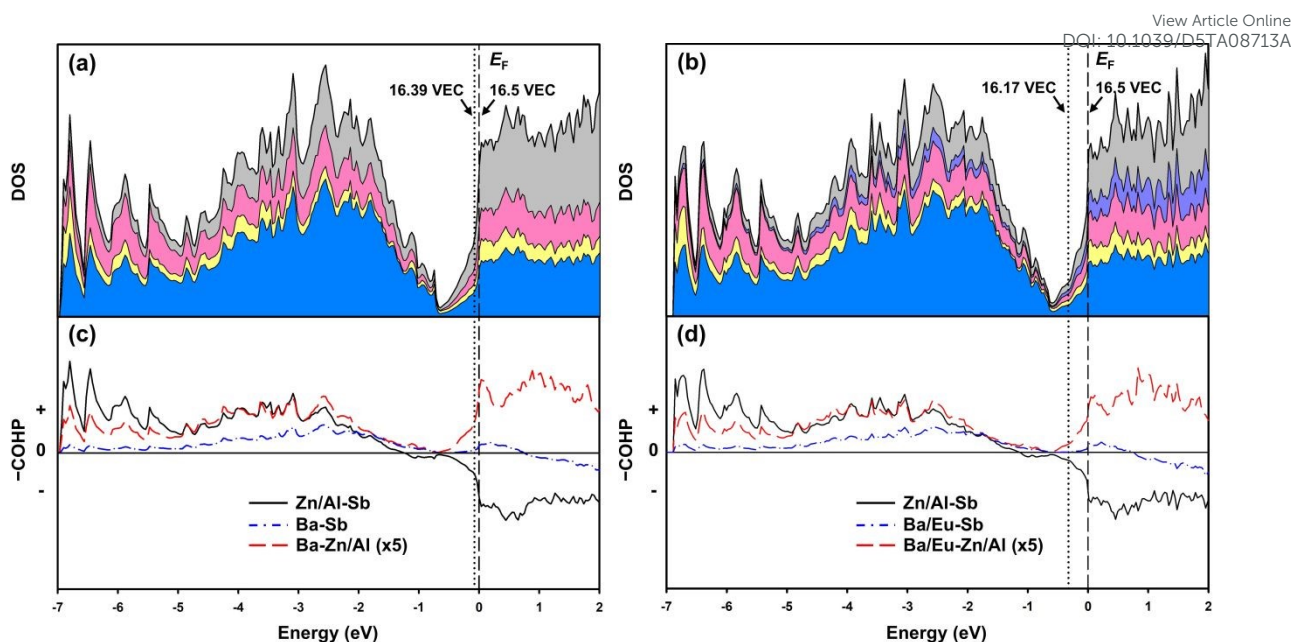 View Article Online
DOI: 10.1039/D5TA08713A
(a)
EF
16.39 VEC
16.5 VEC
DOS
(b)
EF
16.17 VEC
16.5 VEC
DOS
(c)
+
0
-
−COHP
Zn/Al-Sb
Ba-Sb
Ba-Zn/Al (x5)
-7 -6 -5 -4 -3 -2 -1 0 1 2
Energy (eV)
(d)
+
0
-
−COHP
Zn/Al-Sb
Ba/Eu-Sb
Ba/Eu-Zn/Al (x5)
-7 -6 -5 -4 -3 -2 -1 0 1 2
Energy (eV)